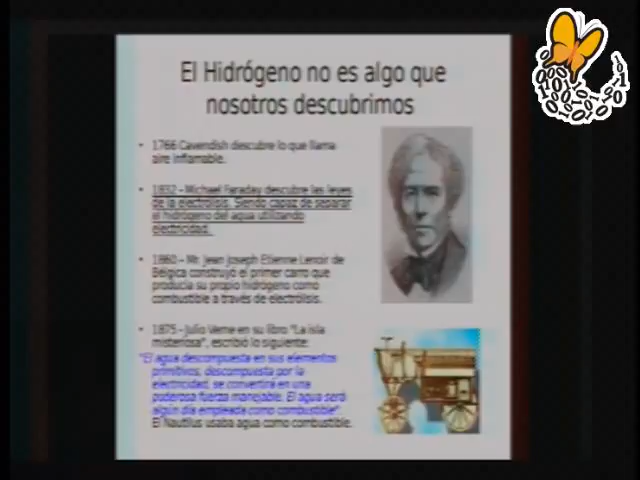 El Hidrógeno no es algo que
nosotros descubrimos
• 1766 Cavendish descubre lo que llama
aire inflamable.
• 1832 - Michael Faraday descubre las leyes
de la electrólisis. Siendo capaz de separar
el hidrógeno del agua utilizando
electricidad.
• 1860 - Mr. Jean Joseph Etienne Lenoir de
Bélgica construyó el primer carro que
producía su propio hidrógeno como
combustible a través de electrólisis.
• 1875 - Julio Verne en su libro "La isla
misteriosa", escribió lo siguiente:
"El agua descompuesta en sus elementos
primitivos, descompuesta por la
electricidad, se convertirá en una
poderosa fuerza manejable. El agua será
algún día empleada como combustible".
El Nautilus usaba agua como combustible.